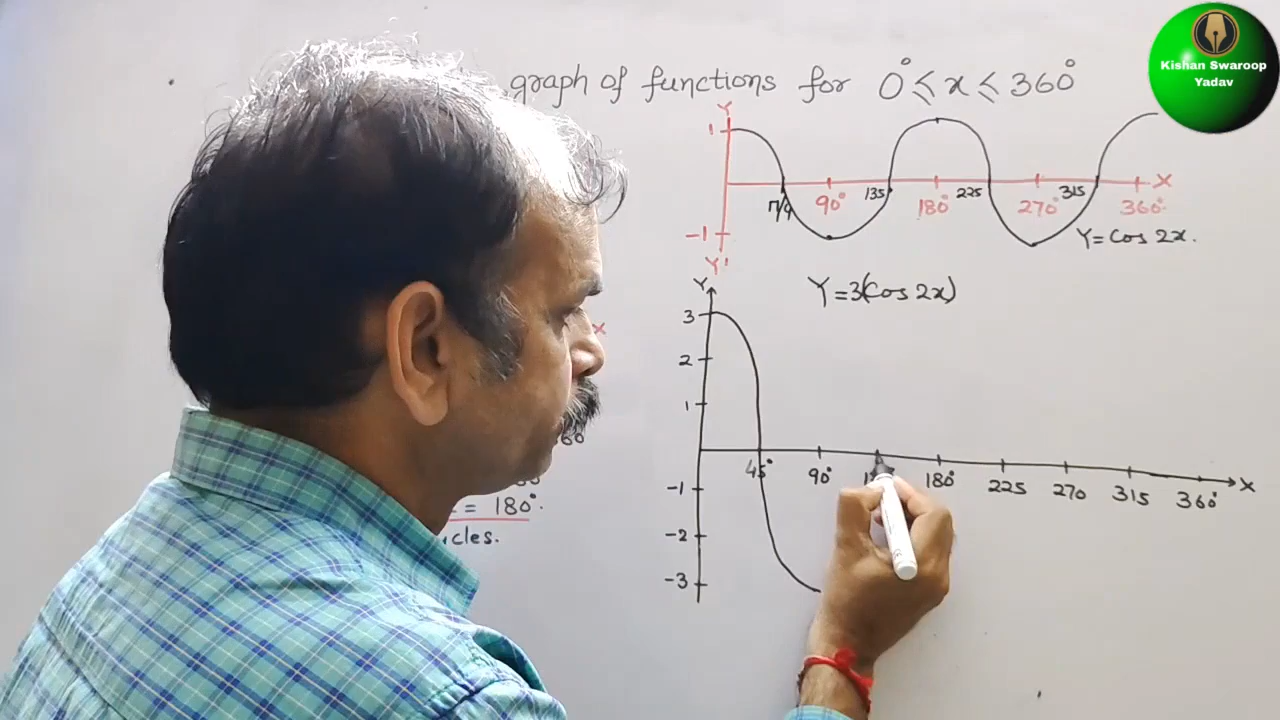 graph of functions for 0° ≤ x ≤ 360°
Kishan Swaroop
Yadav
Y
1
π/4 90° 135 180° 225 270° 315 360° X
-1
Y'
Y = cos 2x.
Y = 3(cos 2x)
Y
3
2
1
45° 90° 180° 225 270 315 360° X
-1
-2
-3
x
= 180°.
cles.